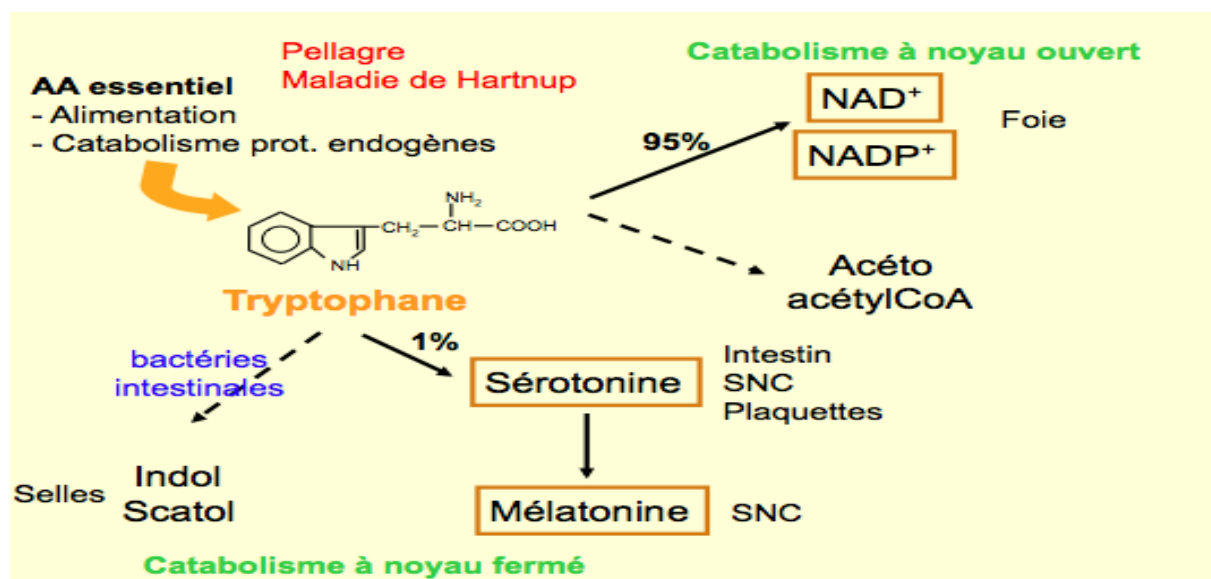 Pellagre
Maladie de Hartnup
Catabolisme à noyau ouvert
AA essentiel
- Alimentation
- Catabolisme prot. endogènes
NAD⁺
NADP⁺
Foie
95%
NH₂
CH₂—CH—COOH
NH
Tryptophane
Acéto
acétylCoA
1%
bactéries
intestinales
Sérotonine
Intestin
SNC
Plaquettes
Selles
Indol
Scatol
Mélatonine
SNC
Catabolisme à noyau fermé